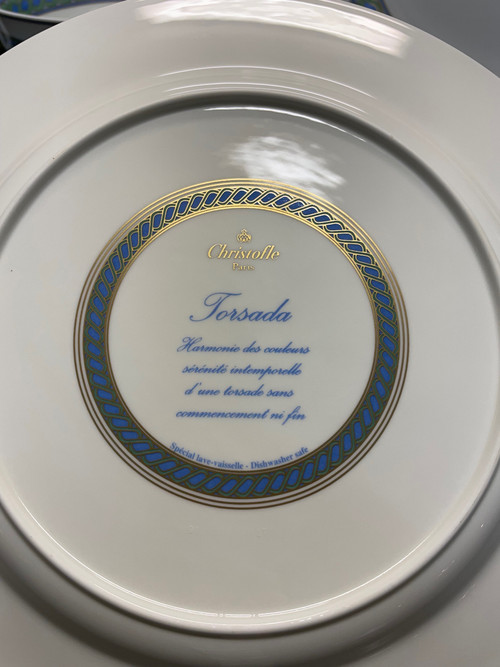 Christofle
Paris
Torsada
Harmonie des couleurs
sérénité intemporelle
d'une torsade sans
commencement ni fin
Spécial lave-vaisselle - Dishwasher safe